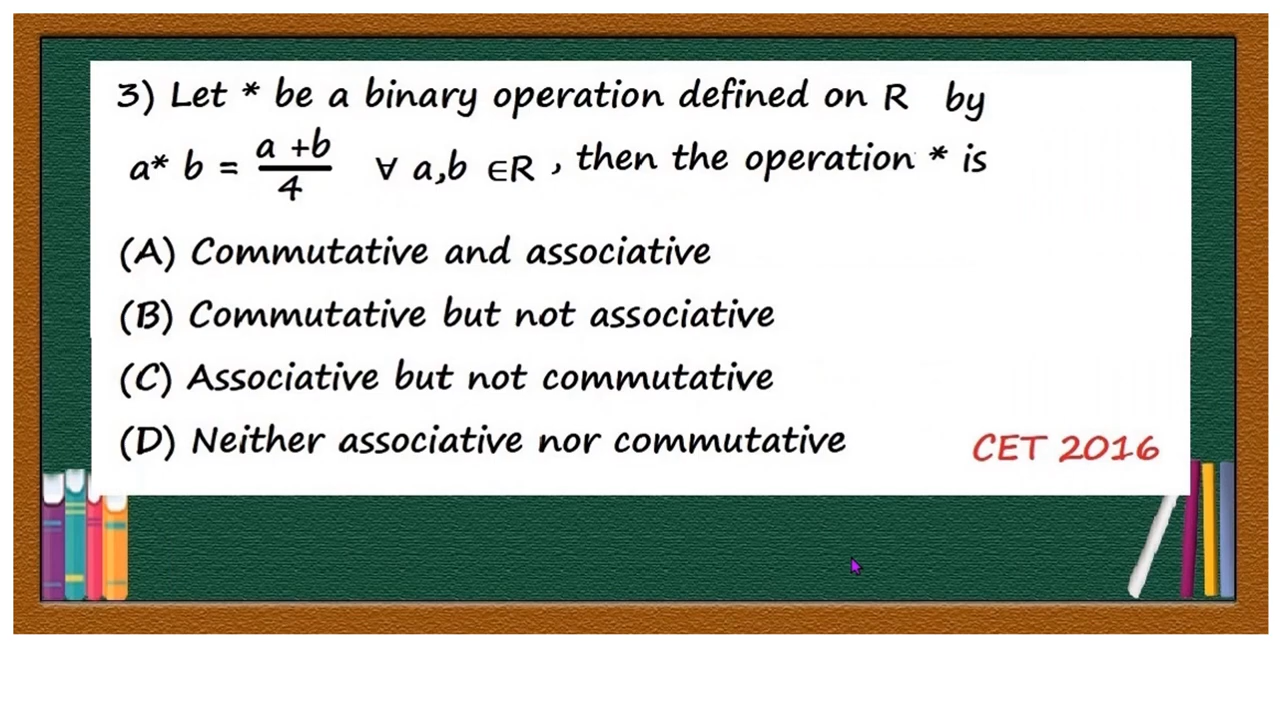 3) Let * be a binary operation defined on R by
a* b = a +b/4 ∀ a,b ∈R , then the operation * is
(A) Commutative and associative
(B) Commutative but not associative
(C) Associative but not commutative
(D) Neither associative nor commutative
CET 2016